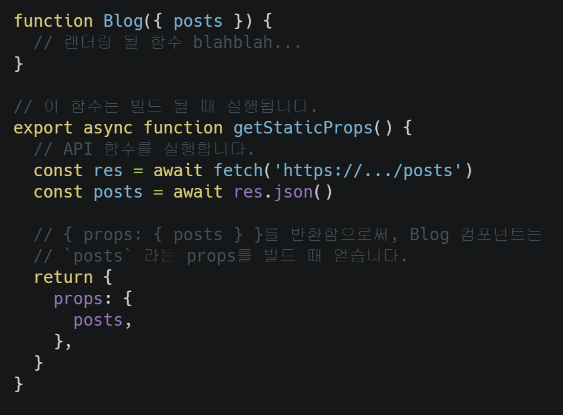 function Blog({ posts }) {
  // 랜더링 될 함수 blahblah...
}

// 이 함수는 빌드 될 때 실행됩니다.
export async function getStaticProps() {
  // API 함수를 실행합니다.
  const res = await fetch('https://.../posts')
  const posts = await res.json()

  // { props: { posts } }를 반환함으로써, Blog 컴포넌트는
  // `posts` 라는 props를 빌드 때 얻습니다.
  return {
    props: {
      posts,
    },
  }
}